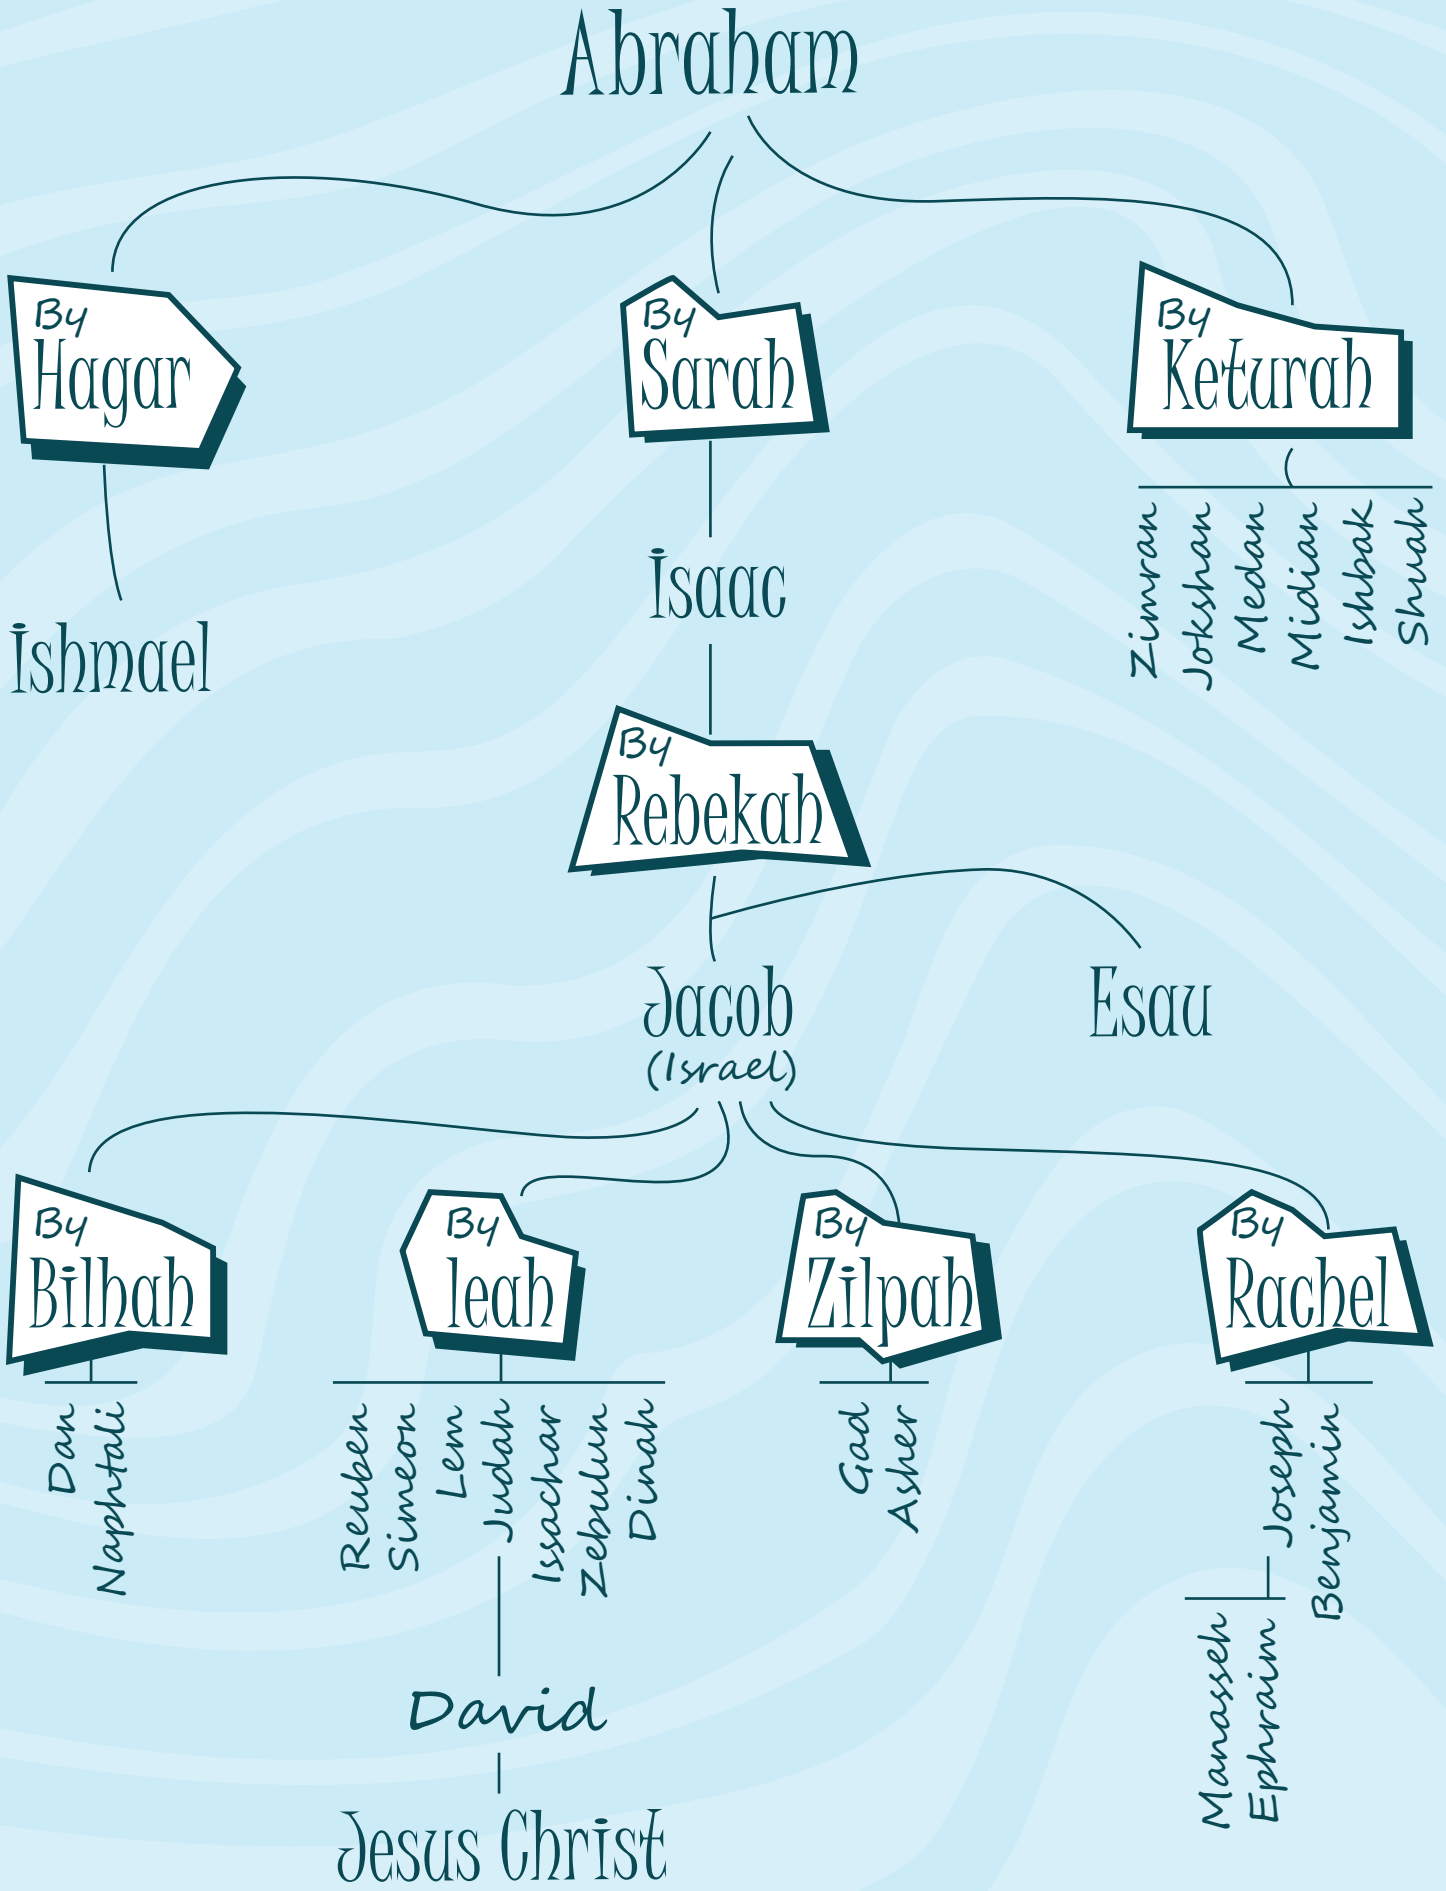 Abraham
By
Hagar
By
Sarah
By
Keturah
Ishmael
Isaac
Zimran
Jokshan
Medan
Midian
Ishbak
Shuah
By
Rebekah
Jacob
(Israel)
Esau
By
Bilhah
By
leah
By
Zilpah
By
Rachel
Dan
Naphtali
Reuben
Simeon
Lem
Judah
Issachar
Zebulun
Dinah
Gad
Asher
Joseph
Benjamin
Manasseh
Ephraim
David
Jesus Christ